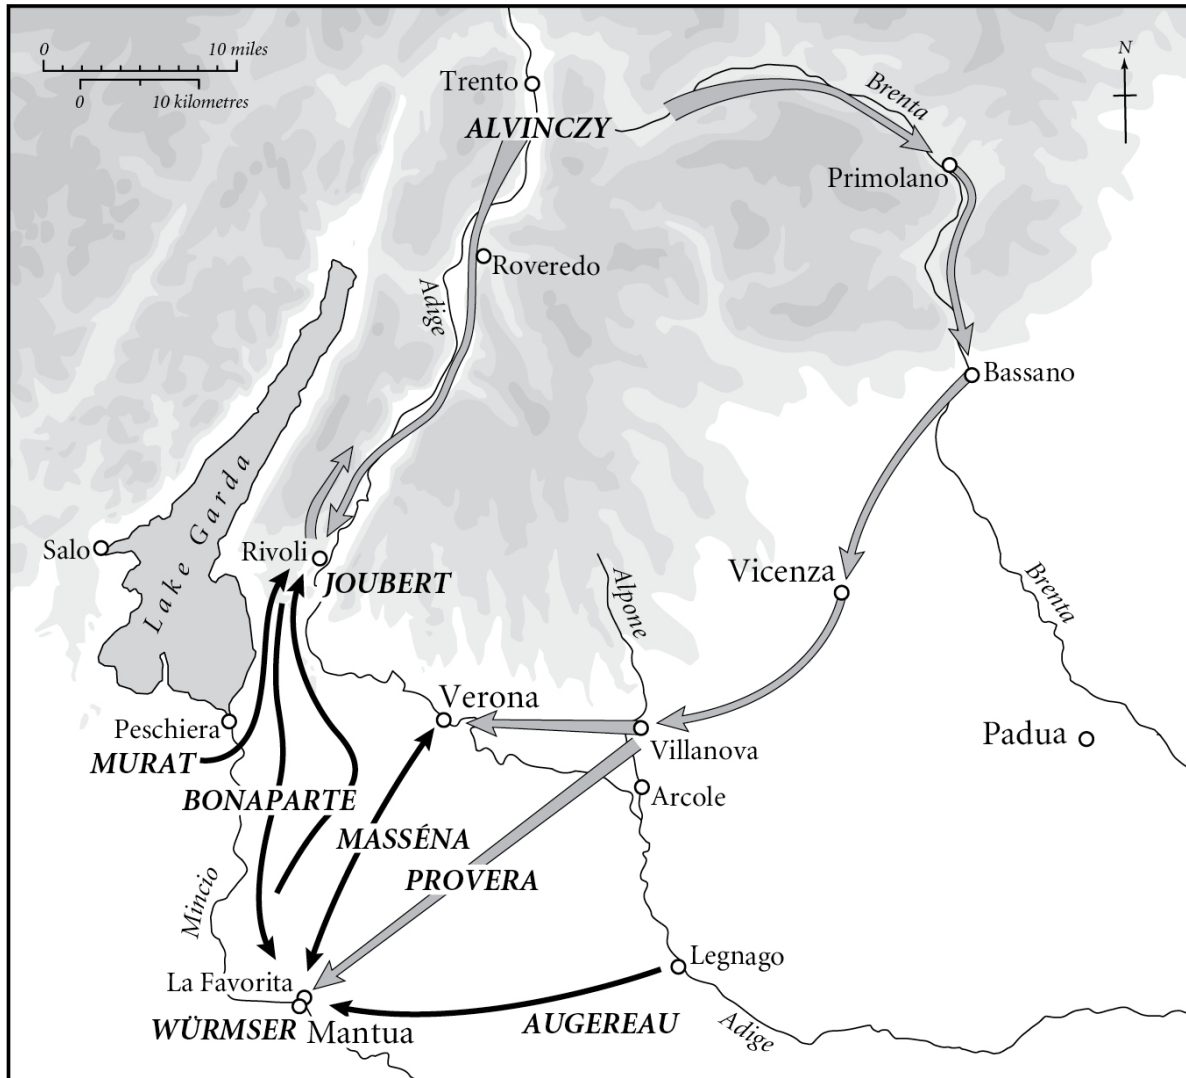 0 10 miles
0 10 kilometres
N
Trento
Brenta
ALVINCZY
Primolano
Roveredo
Adige
Bassano
Lake Garda
Salo
Rivoli
JOUBERT
Alpone
Vicenza
Brenta
Verona
Peschiera
Villanova
Padua
MURAT
BONAPARTE
Arcole
MASSÉNA
PROVERA
Mincio
Legnago
La Favorita
WÜRMSER
Mantua
AUGEREAU
Adige